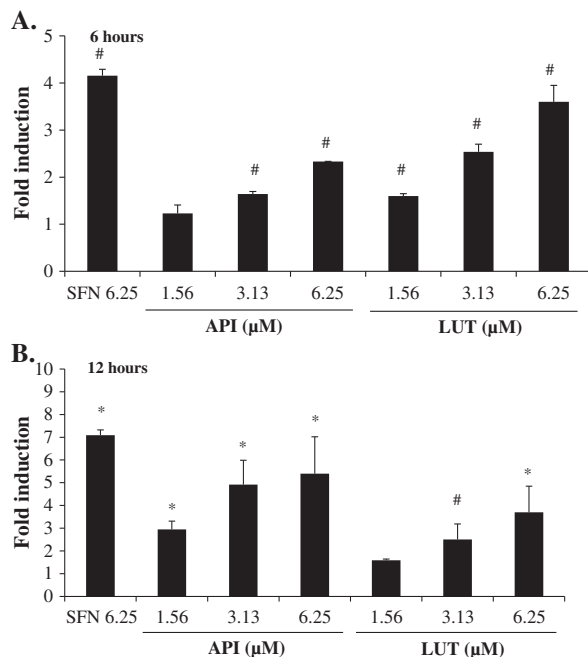 A.
6 hours
#
#
#
#
#
#
5
4
3
2
1
0
Fold induction
SFN 6.25 1.56 3.13 6.25 1.56 3.13 6.25
API (µM) LUT (µM)
B.
12 hours
*
*
*
*
#
*
10
9
8
7
6
5
4
3
2
1
0
Fold induction
SFN 6.25 1.56 3.13 6.25 1.56 3.13 6.25
API (µM) LUT (µM)